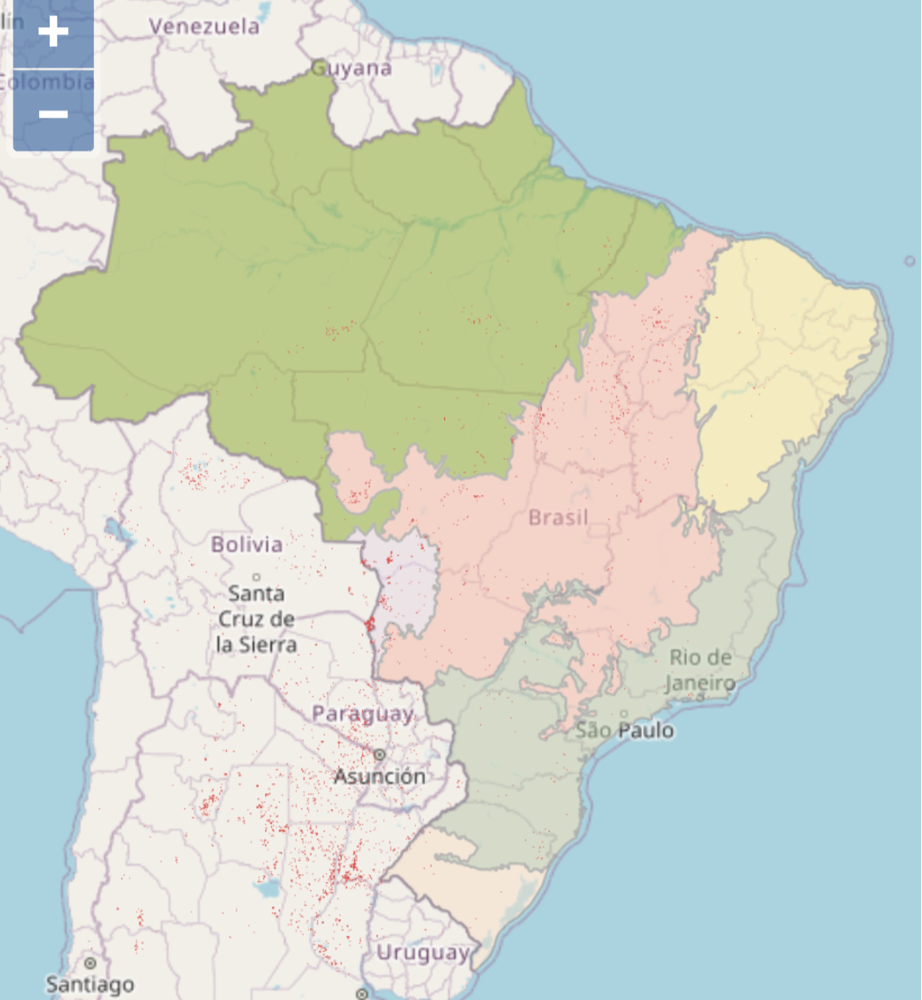 lín
Venezuela
Guyana
Colombia
Brasil
Bolivia
Santa
Cruz de
la Sierra
Rio de
Janeiro
Paraguay
São Paulo
Asunción
Uruguay
Santiago